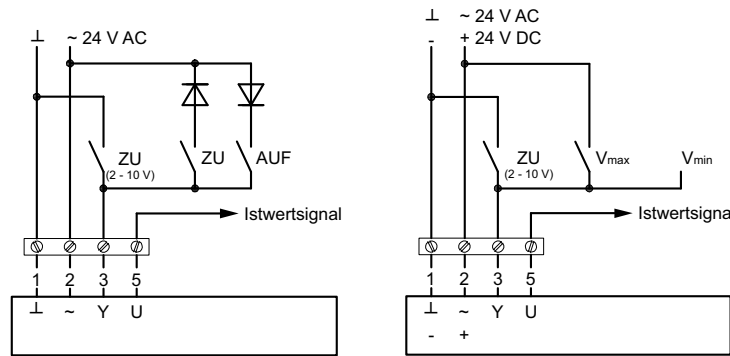 ⊥ ~ 24 V AC
ZU
(2 - 10 V)
ZU
AUF
Istwertsignal
1 2 3 5
⊥ ~ Y U
⊥ ~ 24 V AC
- + 24 V DC
ZU
(2 - 10 V)
Vmax
Vmin
Istwertsigna
1 2 3 5
⊥ ~ Y U
- +